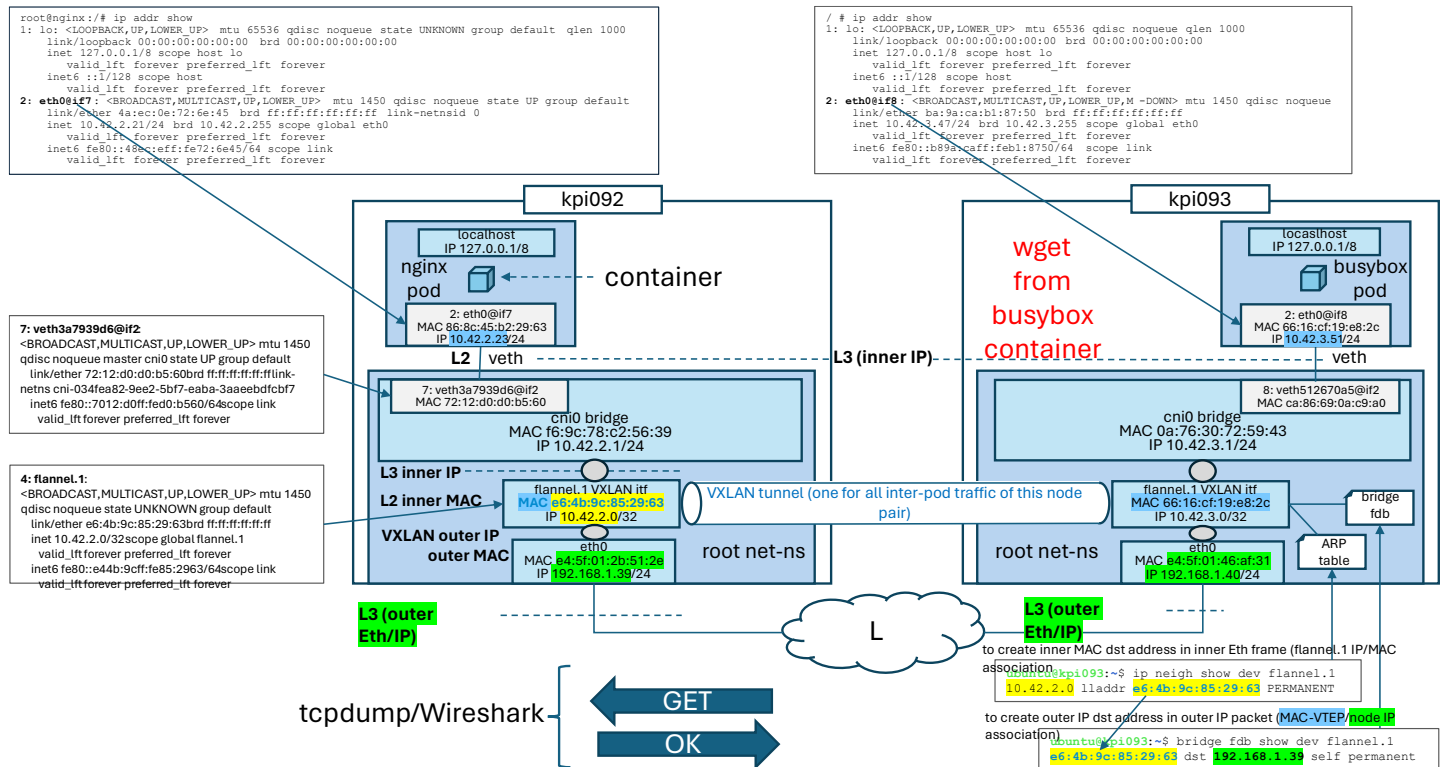 root@nginx:/# ip addr show
1: lo: <LOOPBACK,UP,LOWER_UP> mtu 65536 qdisc noqueue state UNKNOWN group default qlen 1000
link/loopback 00:00:00:00:00:00 brd 00:00:00:00:00:00
inet 127.0.0.1/8 scope host lo
valid_lft forever preferred_lft forever
inet6 ::1/128 scope host
valid_lft forever preferred_lft forever
2: eth0@if7: <BROADCAST,MULTICAST,UP,LOWER_UP> mtu 1450 qdisc noqueue state UP group default
link/ether 4a:ec:0e:72:6e:45 brd ff:ff:ff:ff:ff:ff link-netnsid 0
inet 10.42.2.21/24 brd 10.42.2.255 scope global eth0
valid_lft forever preferred_lft forever
inet6 fe80::48ec:eff:fe72:6e45/64 scope link
valid_lft forever preferred_lft forever
/ # ip addr show
1: lo: <LOOPBACK,UP,LOWER_UP> mtu 65536 qdisc noqueue qlen 1000
link/loopback 00:00:00:00:00:00 brd 00:00:00:00:00:00
inet 127.0.0.1/8 scope host lo
valid_lft forever preferred_lft forever
inet6 ::1/128 scope host
valid_lft forever preferred_lft forever
2: eth0@if8: <BROADCAST,MULTICAST,UP,LOWER_UP,M -DOWN> mtu 1450 qdisc noqueue
link/ether ba:9a:ca:b1:87:50 brd ff:ff:ff:ff:ff:ff
inet 10.42.3.47/24 brd 10.42.3.255 scope global eth0
valid_lft forever preferred_lft forever
inet6 fe80::b89a:caff:feb1:8750/64 scope link
valid_lft forever preferred_lft forever
kpi092
localhost
IP 127.0.0.1/8
nginx
pod
container
2: eth0@if7
MAC 86:8c:45:b2:29:63
IP 10.42.2.23/24
L2
veth
L3 (inner IP)
kpi093
locaslhost
IP 127.0.0.1/8
wget
from
busybox
container
busybox
pod
2: eth0@if8
MAC 66:16:cf:19:e8:2c
IP 10.42.3.51/24
veth
7: veth3a7939d6@if2:
<BROADCAST,MULTICAST,UP,LOWER_UP> mtu 1450
qdisc noqueue master cni0 state UP group default
link/ether 72:12:d0:d0:b5:60brd ff:ff:ff:ff:ff:fflink-
netns cni-034fea82-9ee2-5bf7-eaba-3aaeebdfcbf7
inet6 fe80::7012:d0ff:fed0:b560/64scope link
valid_lft forever preferred_lft forever
7: veth3a7939d6@if2
MAC 72:12:d0:d0:b5:60
cni0 bridge
MAC f6:9c:78:c2:56:39
IP 10.42.2.1/24
8: veth512670a5@if2
MAC ca:86:69:0a:c9:a0
cni0 bridge
MAC 0a:76:30:72:59:43
IP 10.42.3.1/24
4: flannel.1:
<BROADCAST,MULTICAST,UP,LOWER_UP> mtu 1450
qdisc noqueue state UNKNOWN group default
link/ether e6:4b:9c:85:29:63brd ff:ff:ff:ff:ff:ff
inet 10.42.2.0/32scope global flannel.1
valid_lft forever preferred_lft forever
inet6 fe80::e44b:9cff:fe85:2963/64scope link
valid_lft forever preferred_lft forever
L3 inner IP
L2 inner MAC
flannel.1 VXLAN itf
MAC e6:4b:9c:85:29:63
IP 10.42.2.0/32
VXLAN tunnel (one for all inter-pod traffic of this node
pair)
flannel.1 VXLAN itf
MAC 66:16:cf:19:e8:2c
IP 10.42.3.0/32
bridge
fdb
VXLAN outer IP
outer MAC
eth0
MAC e4:5f:01:2b:51:2e
IP 192.168.1.39/24
root net-ns
root net-ns
eth0
MAC e4:5f:01:46:af:31
IP 192.168.1.40/24
ARP
table
L3 (outer
Eth/IP)
L
L3 (outer
Eth/IP)
to create inner MAC dst address in inner Eth frame (flannel.1 IP/MAC
association
ubuntu@kpi093:~$ ip neigh show dev flannel.1
10.42.2.0 lladdr e6:4b:9c:85:29:63 PERMANENT
to create outer IP dst address in outer IP packet (MAC-VTEP/node IP
association)
ubuntu@kpi093:~$ bridge fdb show dev flannel.1
e6:4b:9c:85:29:63 dst 192.168.1.39 self permanent
tcpdump/Wireshark
GET
OK